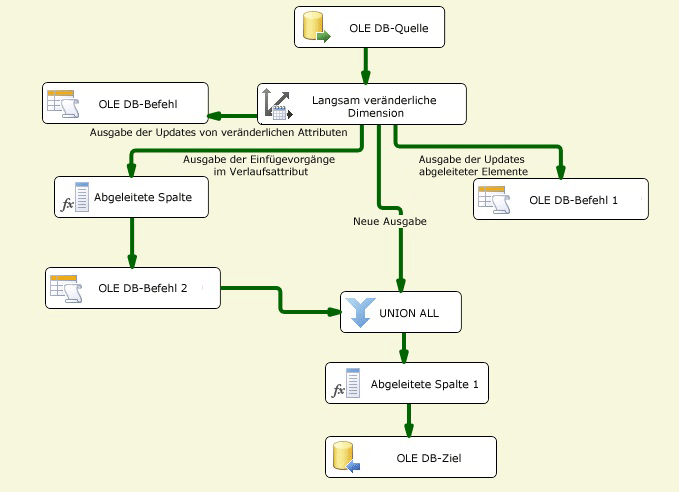 OLE DB-Quelle
Langsam veränderliche
Dimension
OLE DB-Befehl
Ausgabe der Updates von veränderlichen Attributen
Ausgabe der Einfügevorgänge
im Verlaufsattribut
Ausgabe der Updates
abgeleiteter Elemente
fx Abgeleitete Spalte
OLE DB-Befehl 1
Neue Ausgabe
OLE DB-Befehl 2
UNION ALL
fx Abgeleitete Spalte 1
OLE DB-Ziel